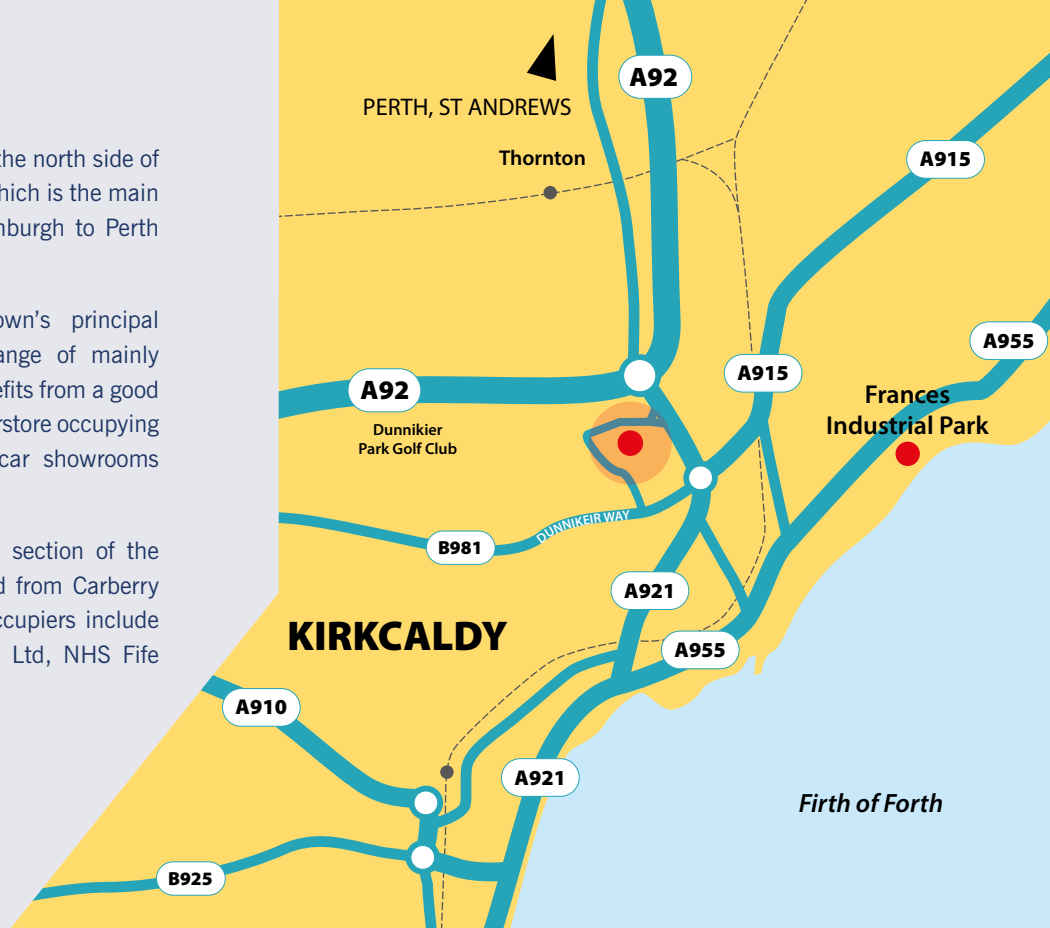 the north side of
which is the main
Perth
own's principal
ange of mainly
efits from a good
rstore occupying
car showrooms
section of the
from Carberry
ccupiers include
Ltd, NHS Fife
A92
PERTH, ST ANDREWS
Thornton
A915
A955
A915
A92
Frances
Industrial Park
Dunnikier
Park Golf Club
DUNNIKEIR WAY
B981
A921
KIRKCALDY
A955
A910
A921
Firth of Forth
B925